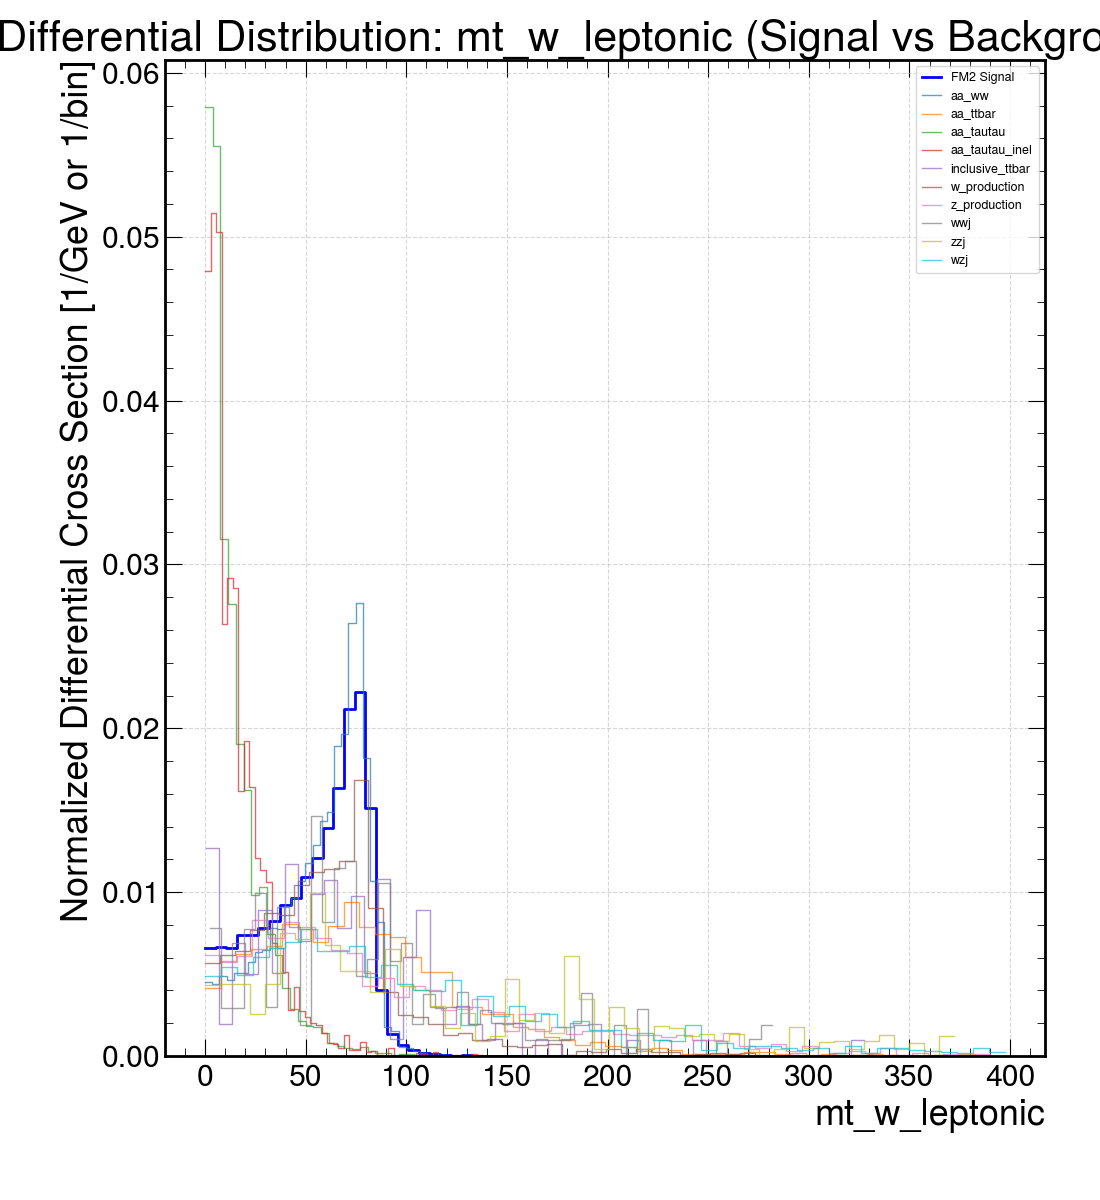 Differential Distribution: mt_w_leptonic (Signal vs Backgro
Normalized Differential Cross Section [1/GeV or 1/bin]
0.06
0.05
0.04
0.03
0.02
0.01
0.00
FM2 Signal
aa_ww
aa_ttbar
aa_tautau
aa_tautau_inel
inclusive_ttbar
w_production
z_production
wwj
zzj
wzj
0 50 100 150 200 250 300 350 400
mt_w_leptonic